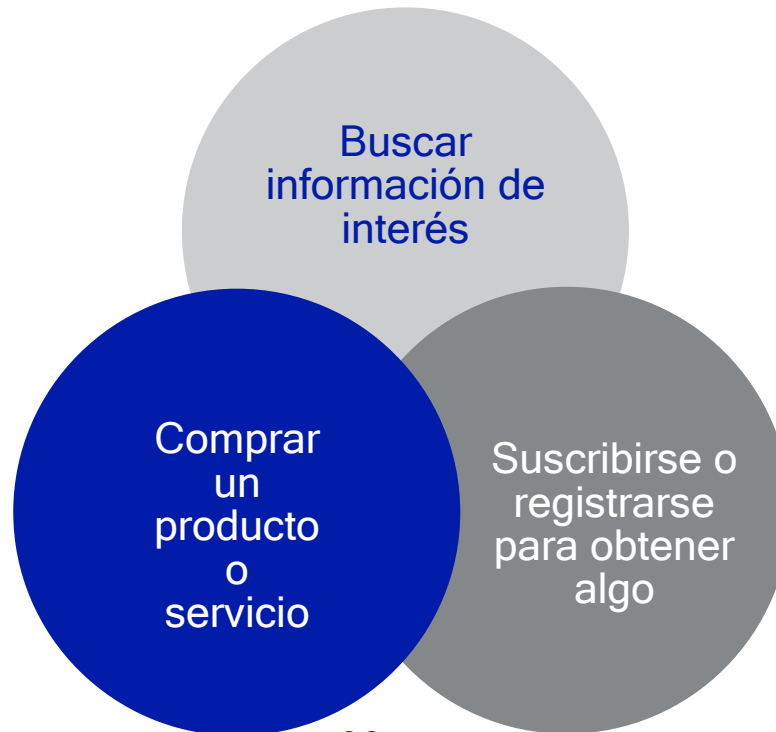 Buscar
información de
interés
Comprar
un
producto
o
servicio
Suscribirse o
registrarse
para obtener
algo